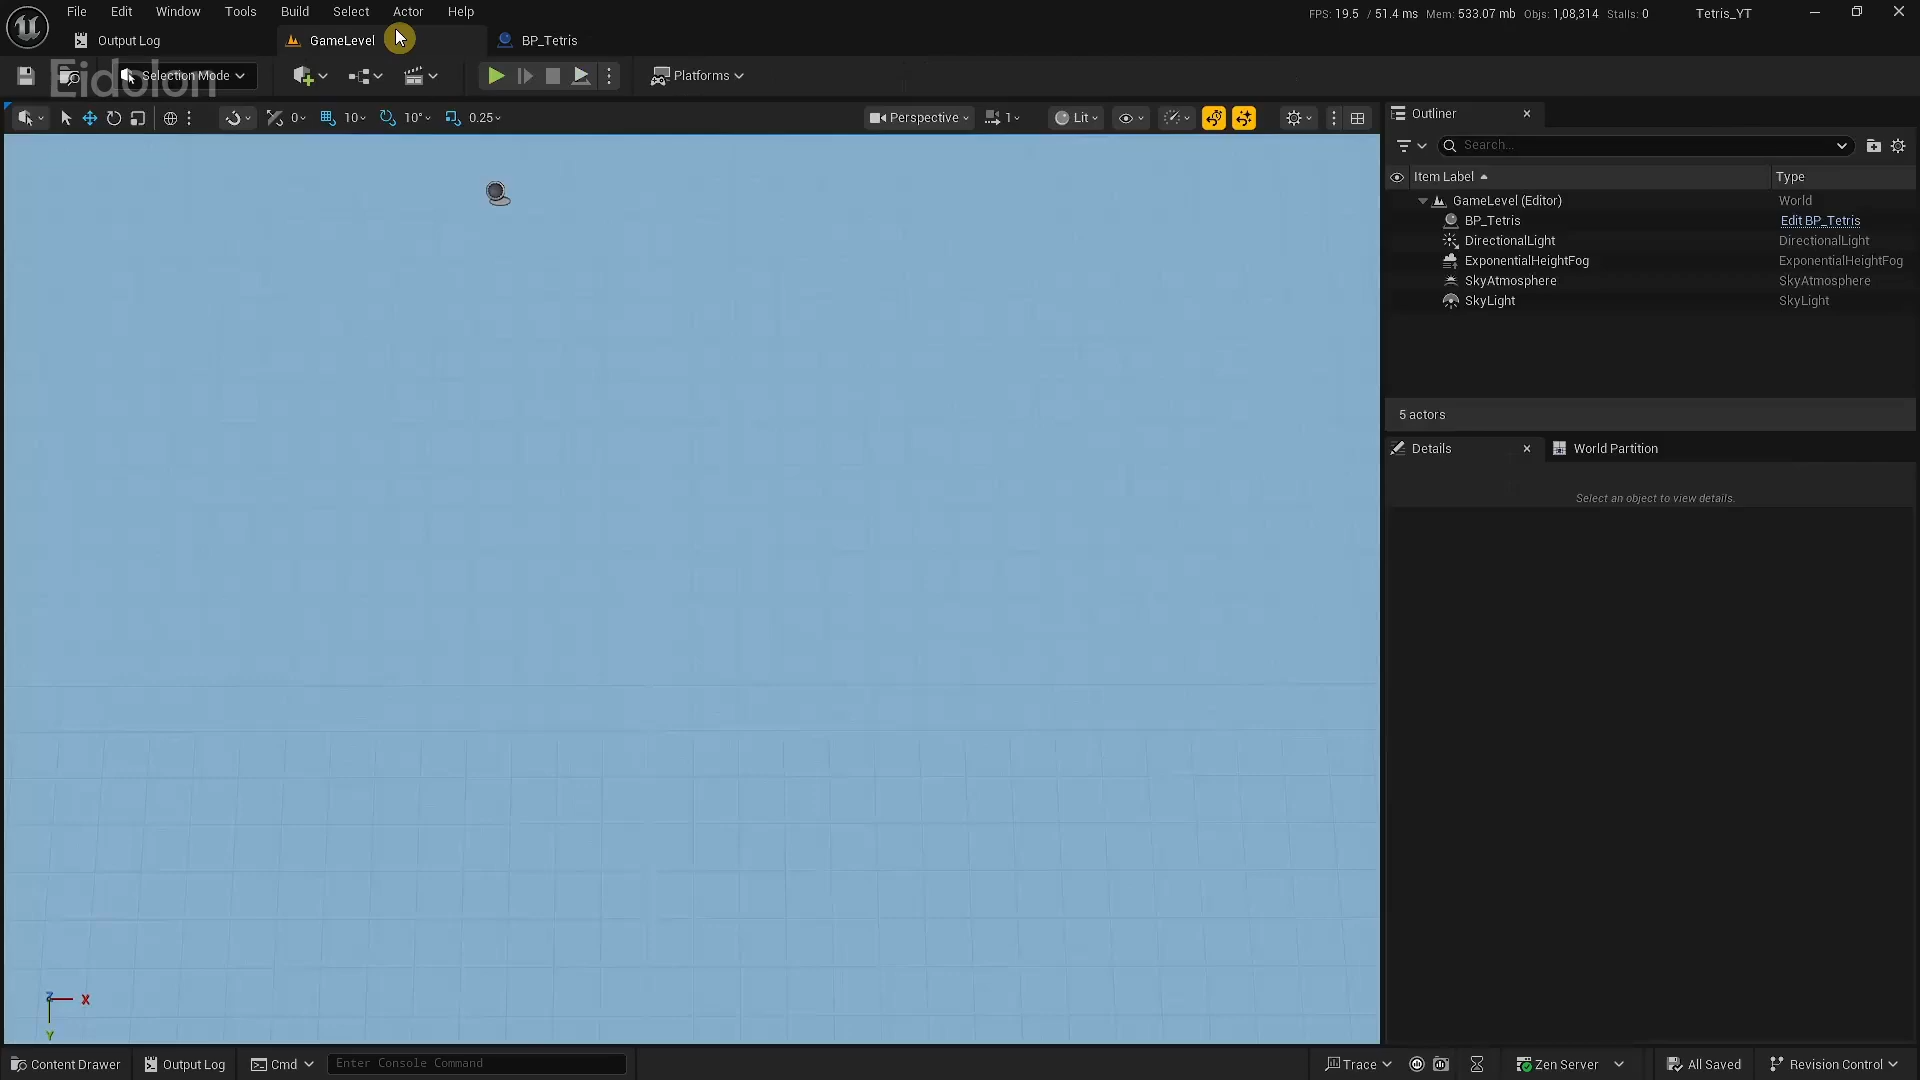 File Edit Window Tools Build Select Actor Help
FPS: 19.5 / 51.4 ms Mem: 533.07 mb Objs: 1,08,314 Stalls: 0 Tetris_YT
Output Log GameLevel BP_Tetris
Eidolon
Selection Mode Platforms
0 10 10° 0.25 Perspective 1 Lit
Outliner
Search...
Item Label Type
GameLevel (Editor) World
BP_Tetris Edit BP_Tetris
DirectionalLight DirectionalLight
ExponentialHeightFog ExponentialHeightFog
SkyAtmosphere SkyAtmosphere
SkyLight SkyLight
5 actors
Details World Partition
Select an object to view details.
Z X
Y
Content Drawer Output Log Cmd Enter Console Command Trace Zen Server All Saved Revision Control